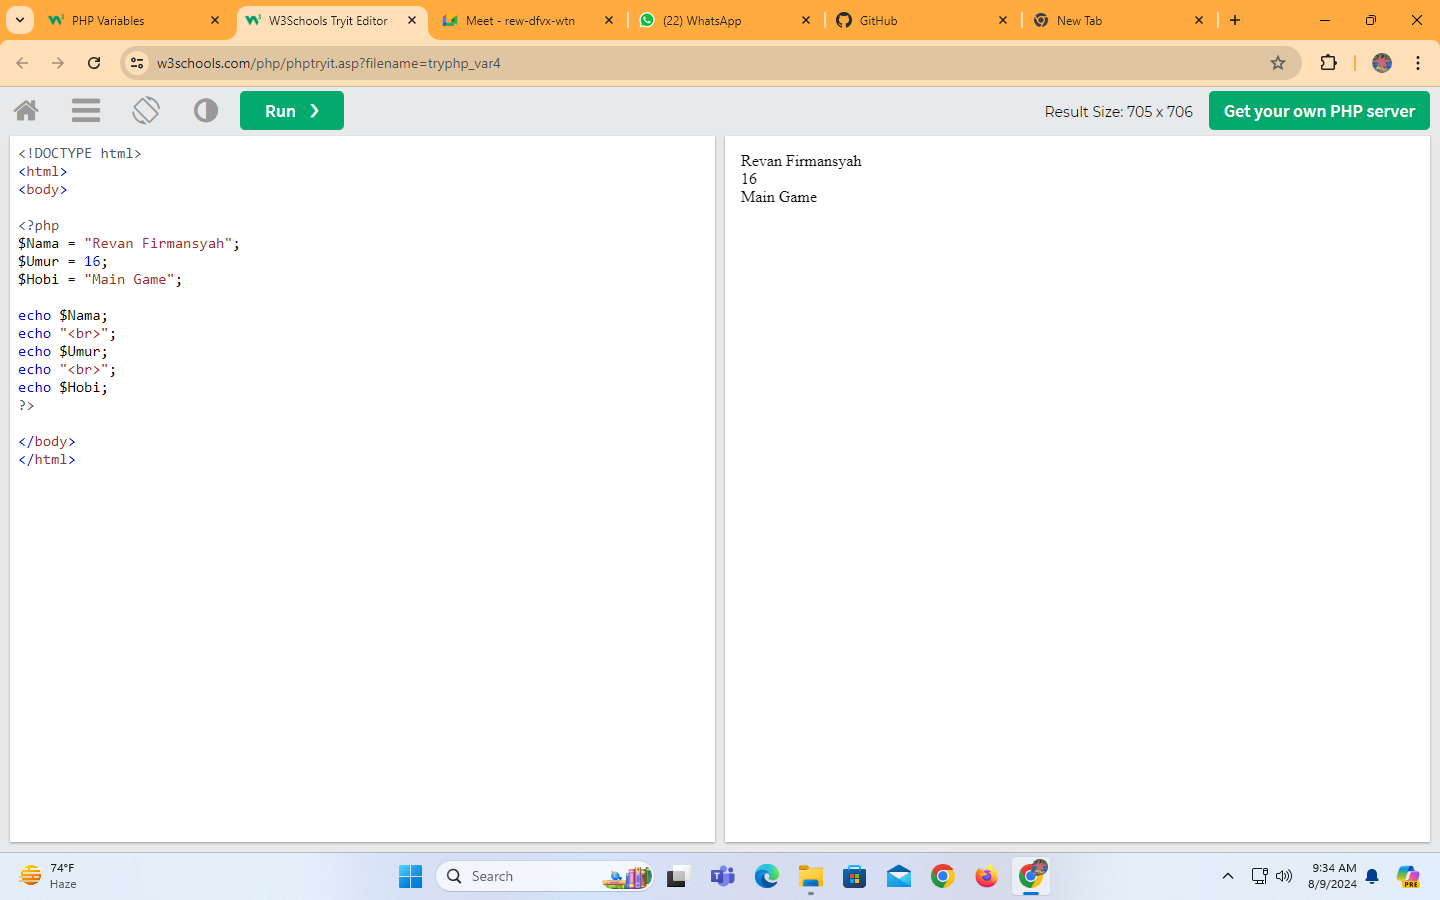 PHP Variables
W3Schools Tryit Editor
Meet - rew-dfvx-wtn
(22) WhatsApp
GitHub
New Tab
w3schools.com/php/phptryit.asp?filename=tryphp_var4
Run ❯
Result Size: 705 x 706
Get your own PHP server
<!DOCTYPE html>
<html>
<body>
<?php
$Nama = "Revan Firmansyah";
$Umur = 16;
$Hobi = "Main Game";
echo $Nama;
echo "<br>";
echo $Umur;
echo "<br>";
echo $Hobi;
?>
</body>
</html>
Revan Firmansyah
16
Main Game
74°F
Haze
Search
9:34 AM
8/9/2024
PRE